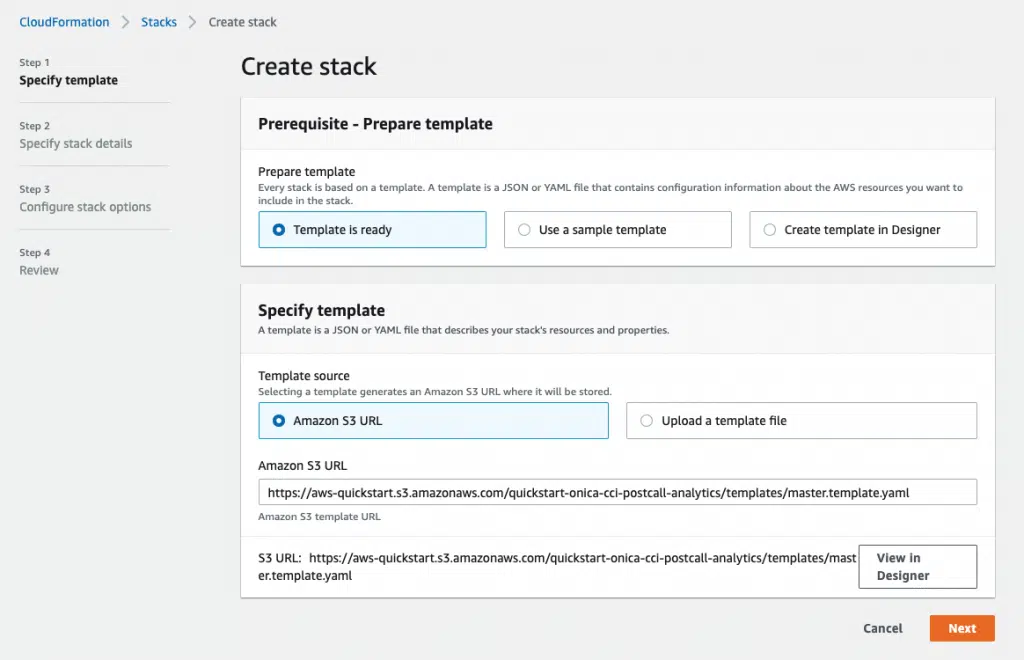 CloudFormation > Stacks > Create stack
Step 1
Specify template
Step 2
Specify stack details
Step 3
Configure stack options
Step 4
Review
Create stack
Prerequisite - Prepare template
Prepare template
Every stack is based on a template. A template is a JSON or YAML file that contains configuration information about the AWS resources you want to
include in the stack.
Template is ready
Use a sample template
Create template in Designer
Specify template
A template is a JSON or YAML file that describes your stack's resources and properties.
Template source
Selecting a template generates an Amazon S3 URL where it will be stored.
Amazon S3 URL
Upload a template file
Amazon S3 URL
https://aws-quickstart.s3.amazonaws.com/quickstart-onica-cci-postcall-analytics/templates/master.template.yaml
Amazon S3 template URL
S3 URL: https://aws-quickstart.s3.amazonaws.com/quickstart-onica-cci-postcall-analytics/templates/mast
er.template.yaml
View in
Designer
Cancel
Next